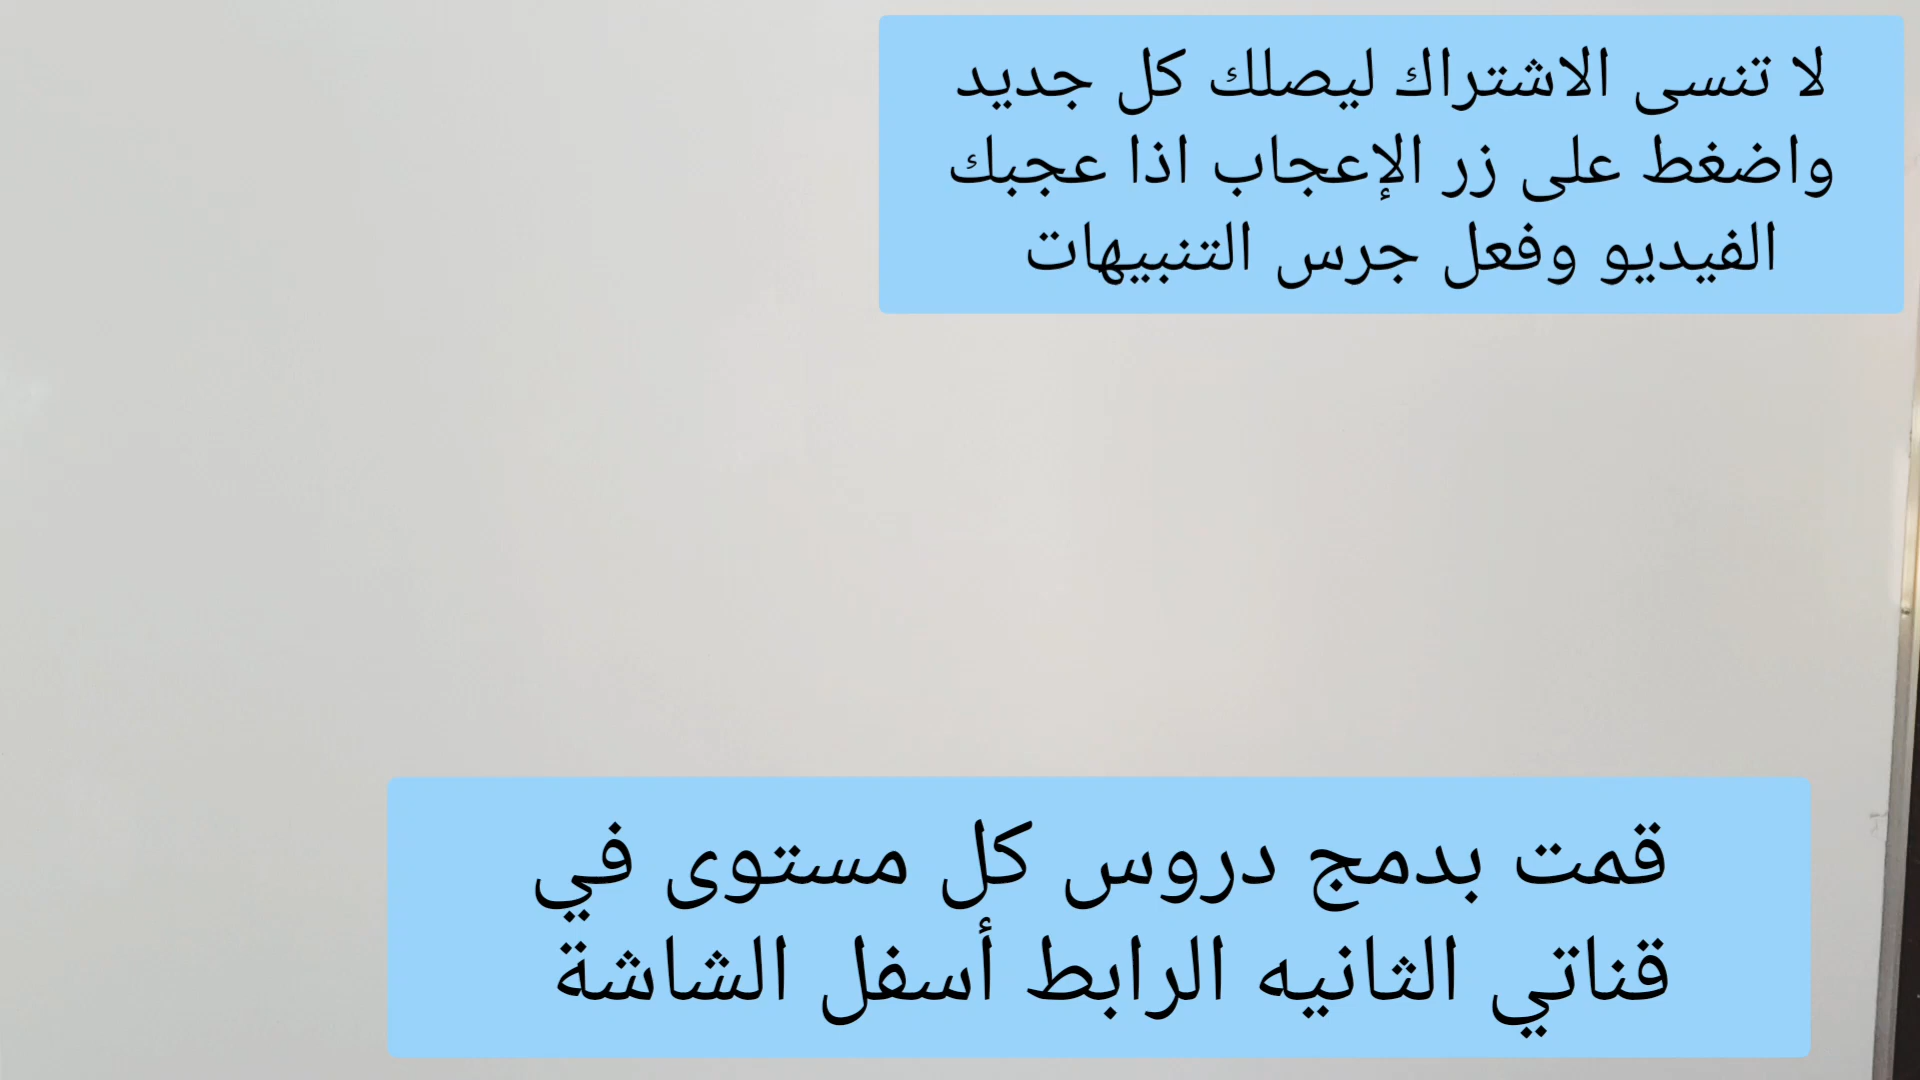 لا تنسى الاشتراك ليصلك كل جديد
واضغط على زر الإعجاب اذا عجبك
الفيديو وفعل جرس التنبيهات
قمت بدمج دروس كل مستوى في
قناتي الثانيه الرابط أسفل الشاشة